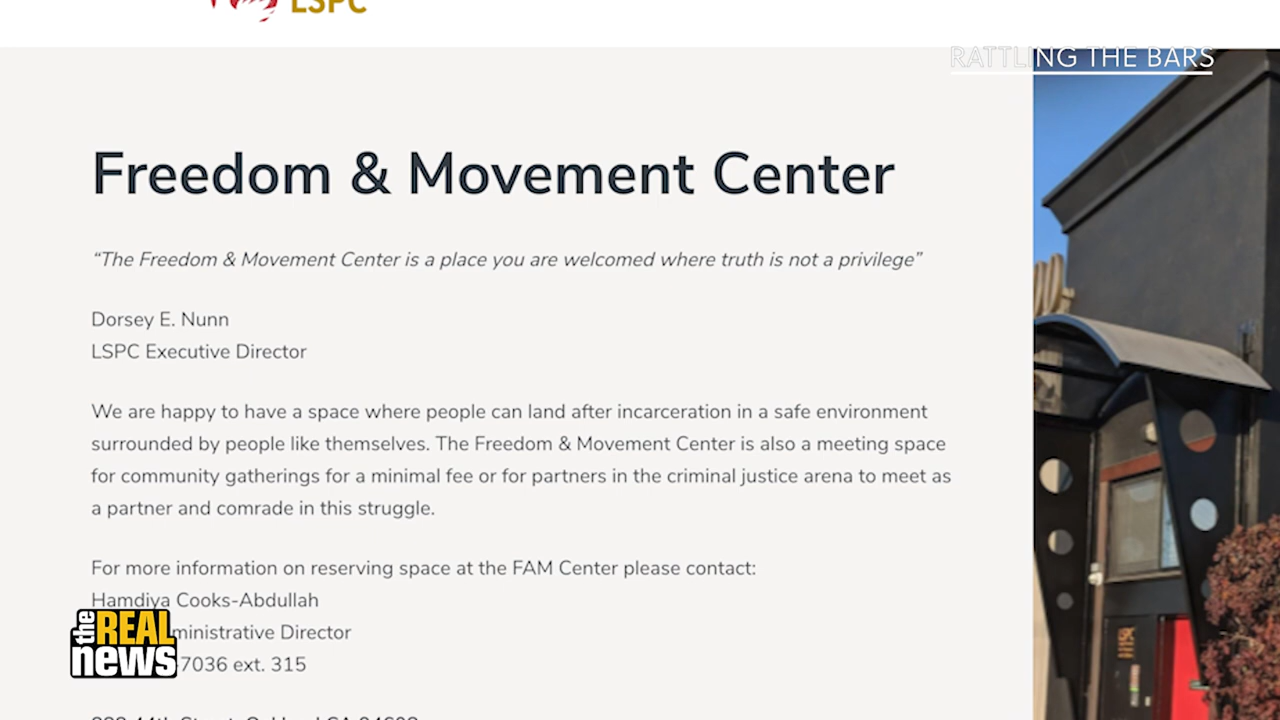 LSPC
RATTLING THE BARS
Freedom & Movement Center
“The Freedom & Movement Center is a place you are welcomed where truth is not a privilege”
Dorsey E. Nunn
LSPC Executive Director
We are happy to have a space where people can land after incarceration in a safe environment
surrounded by people like themselves. The Freedom & Movement Center is also a meeting space
for community gatherings for a minimal fee or for partners in the criminal justice arena to meet as
a partner and comrade in this struggle.
For more information on reserving space at the FAM Center please contact:
Hamdiya Cooks-Abdullah
ministrative Director
7036 ext. 315
the REAL
news